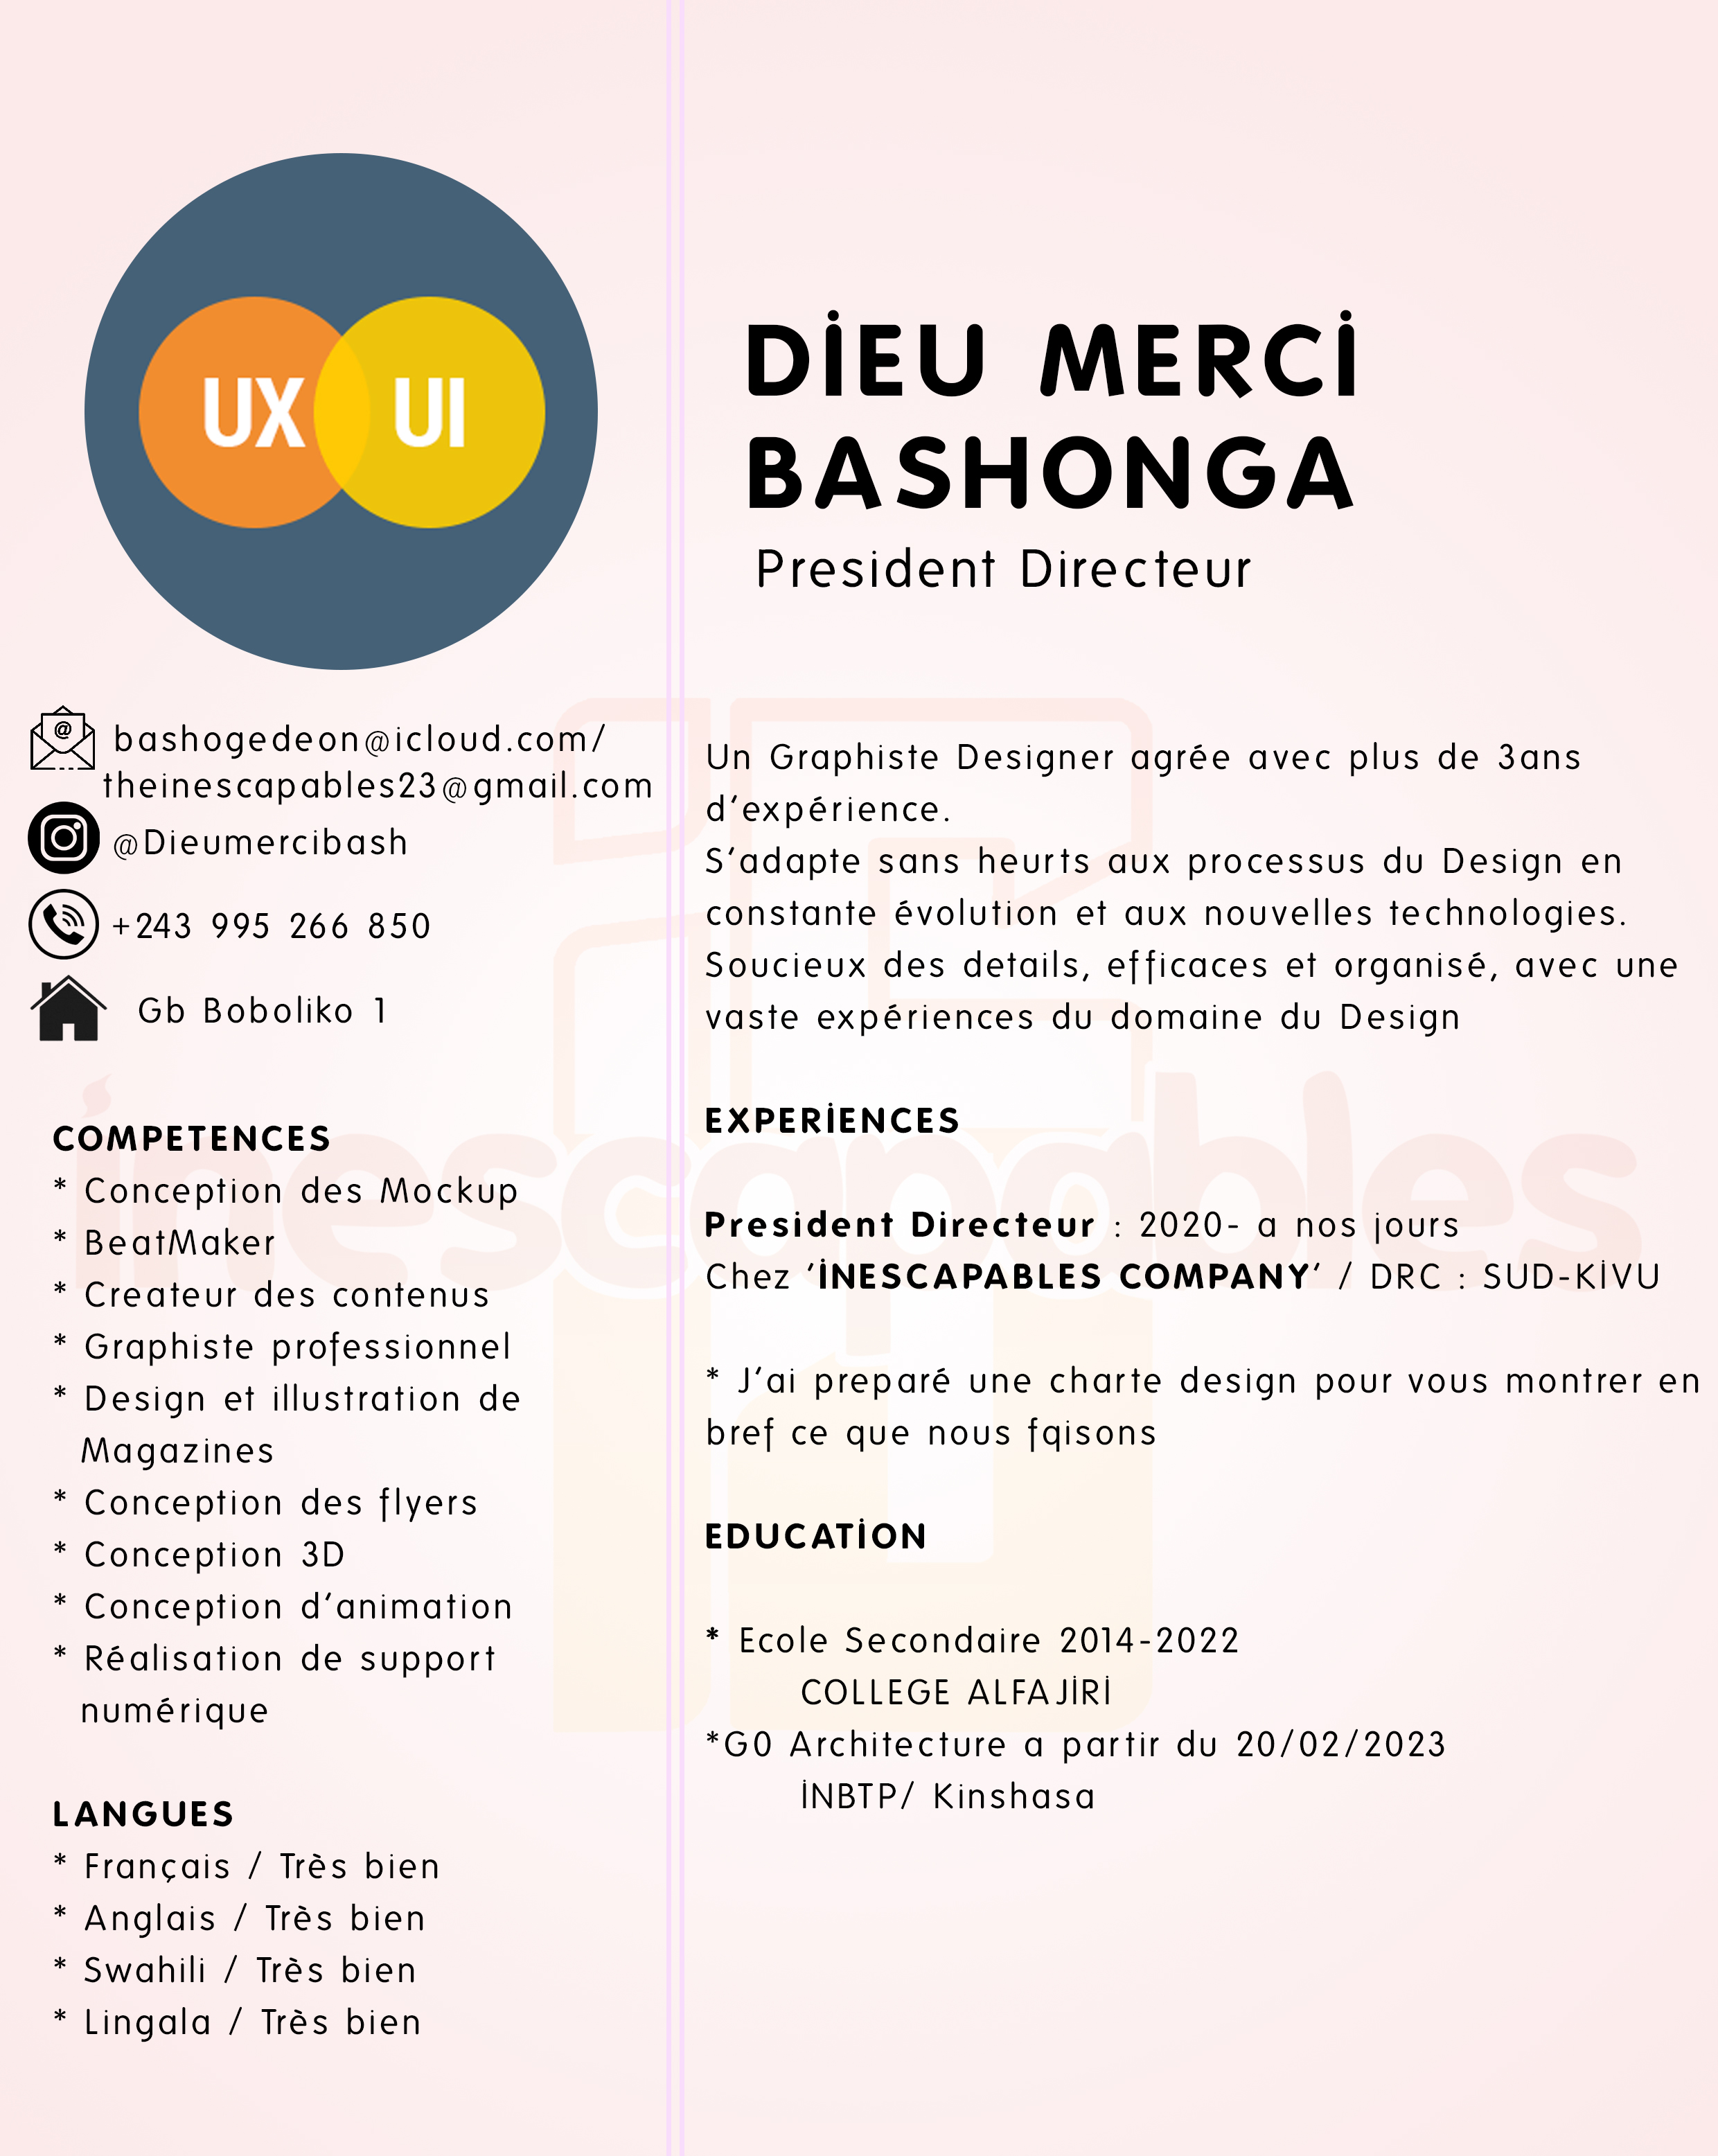 UX UI
bashogedeon@icloud.com/
theinescapables23@gmail.com
@Dieumercibash
+243 995 266 850
Gb Boboliko 1
COMPETENCES
* Conception des Mockup
* BeatMaker
* Createur des contenus
* Graphiste professionnel
* Design et illustration de
Magazines
* Conception des flyers
* Conception 3D
* Conception d'animation
* Réalisation de support
numérique
LANGUES
* Français / Très bien
* Anglais / Très bien
* Swahili / Très bien
* Lingala / Très bien
DİEU MERCİ
BASHONGA
President Directeur
Un Graphiste Designer agrée avec plus de 3ans
d'expérience.
S'adapte sans heurts aux processus du Design en
constante évolution et aux nouvelles technologies.
Soucieux des details, efficaces et organisé, avec une
vaste expériences du domaine du Design
EXPERİENCES
President Directeur : 2020- a nos jours
Chez 'İNESCAPABLES COMPANY' / DRC : SUD-KİVU
* J'ai preparé une charte design pour vous montrer en
bref ce que nous fqisons
EDUCATİON
* Ecole Secondaire 2014-2022
COLLEGE ALFAJİRİ
*G0 Architecture a partir du 20/02/2023
İNBTP/ Kinshasa
inescapables